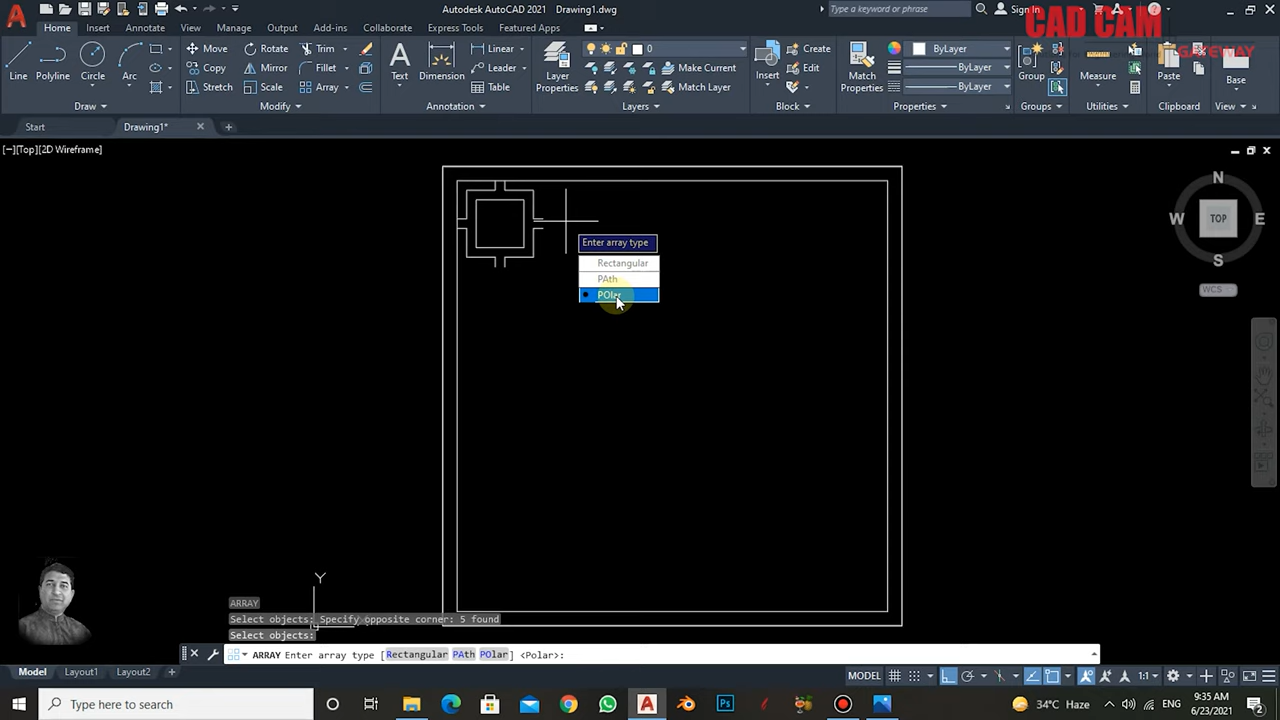 Autodesk AutoCAD 2021 Drawing1.dwg
Type a keyword or phrase
Sign In
CAD CAM
GATEWAY
Home Insert Annotate View Manage Output Add-ins Collaborate Express Tools Featured Apps
Line Polyline Circle Arc
Move Rotate Trim
Copy Mirror Fillet
Stretch Scale Array
Text Dimension
Linear
Leader
Table
Layer Properties
0
Make Current
Match Layer
Insert
Create
Edit
Match Properties
ByLayer
ByLayer
ByLayer
Group
Measure
Paste
Base
Draw Modify Annotation Layers Block Properties Groups Utilities Clipboard View
Start Drawing1*
[−][Top][2D Wireframe]
N
W TOP E
S
WCS
Enter array type
Rectangular
PAth
POlar
Y
ARRAY
Select objects: Specify opposite corner: 5 found
Select objects:
ARRAY Enter array type [Rectangular PAth POlar] <Polar>:
Model Layout1 Layout2
MODEL
1:1
Type here to search
Ps
34°C Haze
9:35 AM
6/23/2021
2